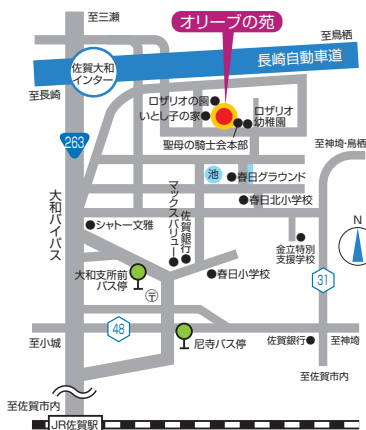 至三瀬
オリーブの苑
至鳥栖
長崎自動車道
佐賀大和
インター
至長崎
ロザリオの園
いとし子の家
ロザリオ
幼稚園
聖母の騎士会本部
263
至神埼・鳥栖
池
春日グラウンド
春日北小学校
大和バイパス
シャトー文雅
マックスバリュー
佐賀銀行
金立特別
支援学校
N
大和支所前
バス停
〒
春日小学校
31
48
至小城
尼寺バス停
佐賀銀行
至神埼
至佐賀市内
至佐賀市内
JR佐賀駅